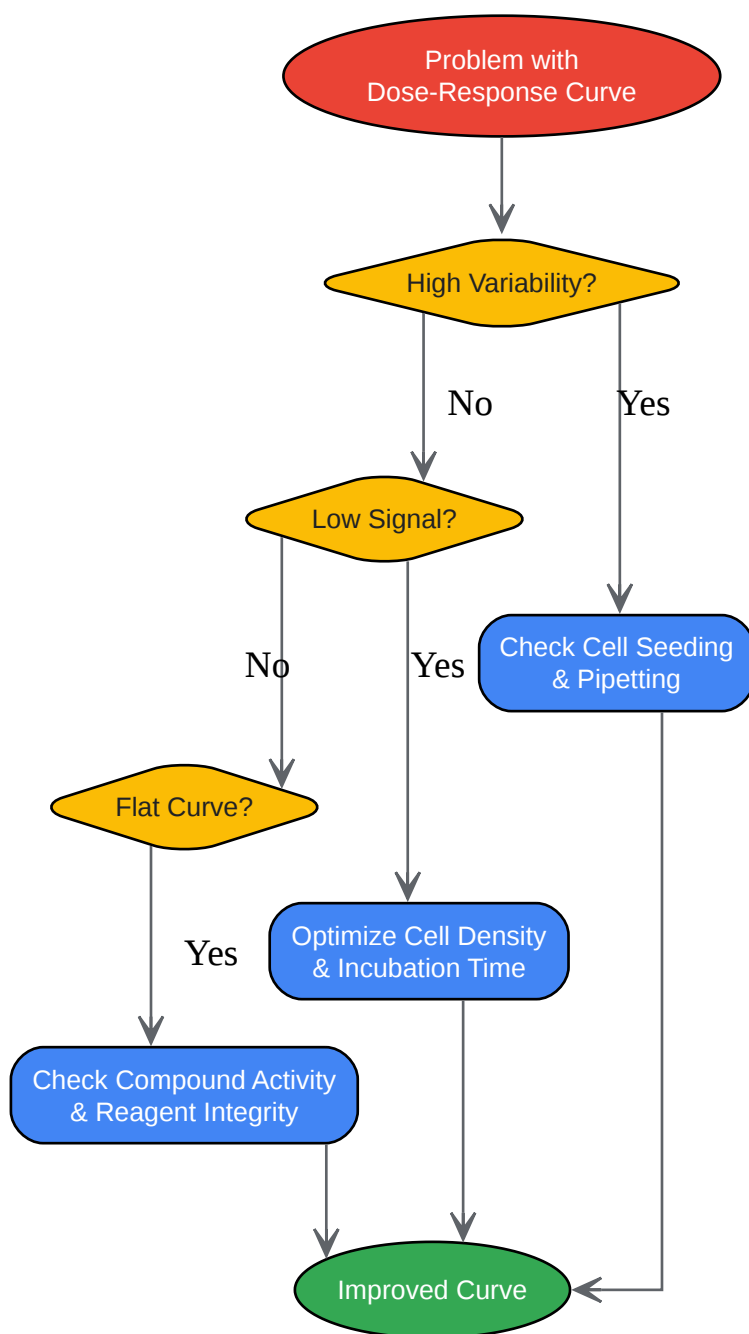 Problem with
Dose-Response Curve
High Variability?
No
Yes
Low Signal?
No
Yes
Check Cell Seeding
& Pipetting
Flat Curve?
Yes
Optimize Cell Density
& Incubation Time
Check Compound Activity
& Reagent Integrity
Improved Curve